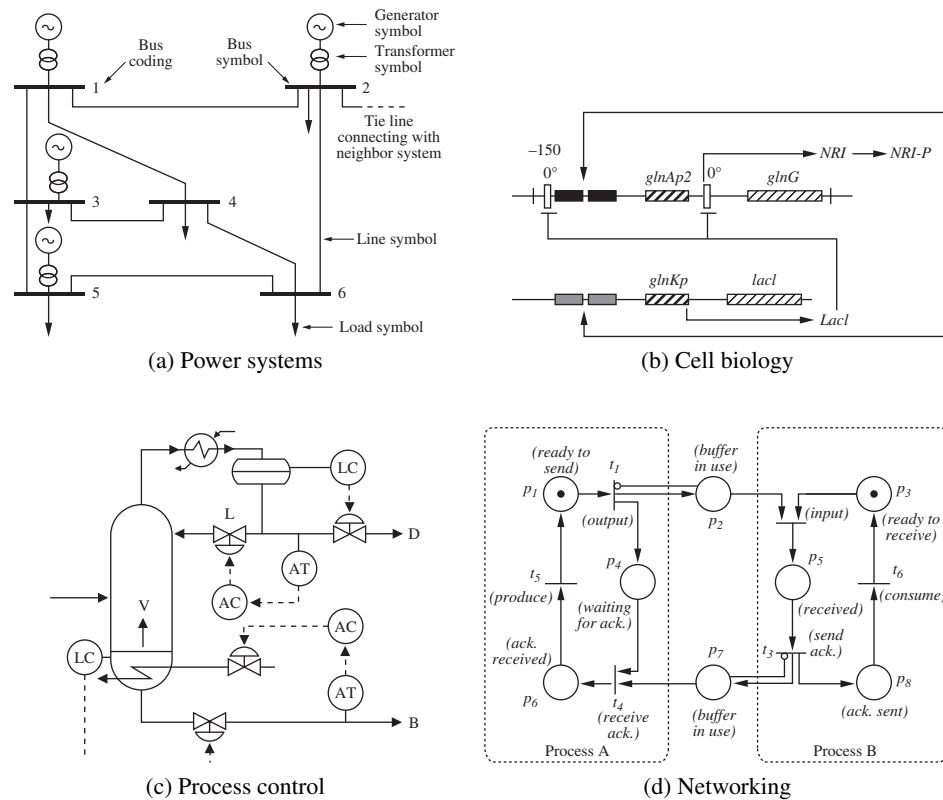 Generator
symbol
Transformer
symbol
Bus
coding
Bus
symbol
1
2
Tie line
connecting with
neighbor system
3
4
Line symbol
5
6
Load symbol
(a) Power systems
−150
0°
glnAp2
0°
NRI
NRI-P
glnG
glnKp
lacl
Lacl
(b) Cell biology
LC
L
D
AT
AC
V
AC
LC
AT
B
(c) Process control
(ready to
send)
t1
(buffer
in use)
p1
p3
(output)
p2
(input)
(ready to
receive)
p4
p5
t5
(produce)
t6
(consume)
(waiting
for ack.)
(received)
(ack.
received)
p7
t3
(send
ack.)
p6
t4
(receive
ack.)
(buffer
in use)
p8
(ack. sent)
Process A
Process B
(d) Networking